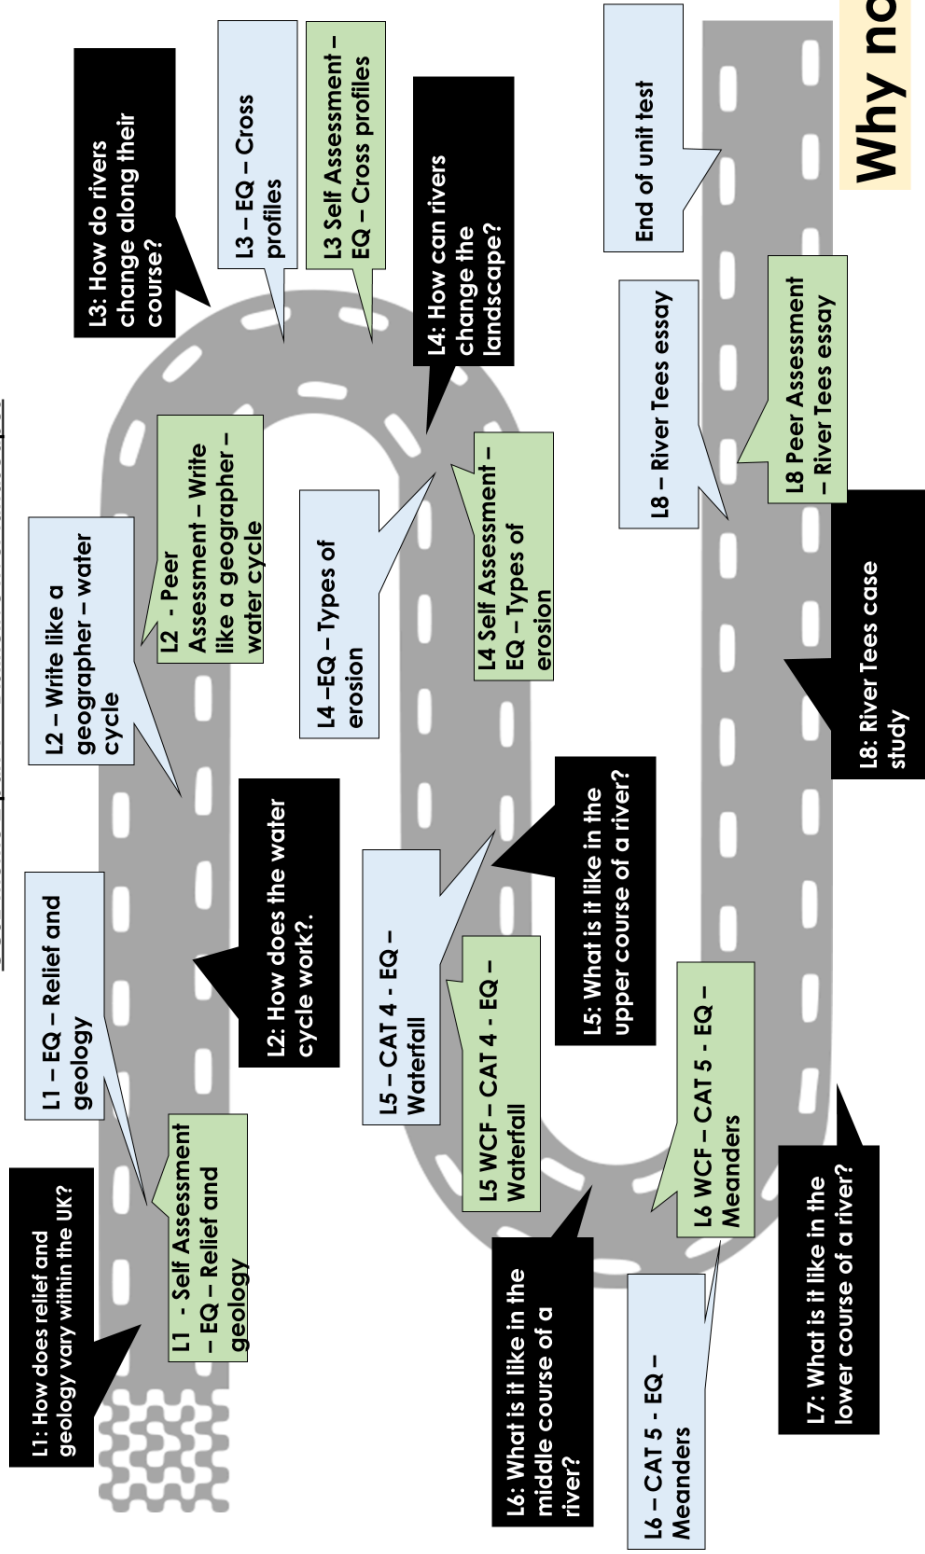 L1: How does relief and
geology vary within the UK?
L1 – EQ – Relief and
geology
L1 - Self Assessment
– EQ – Relief and
geology
L2: How does the water
cycle work?.
L2 – Write like a
geographer – water
cycle
L2 - Peer
Assessment – Write
like a geographer –
water cycle
L3: How do rivers
change along their
course?
L3 – EQ – Cross
profiles
L3 Self Assessment –
EQ – Cross profiles
L4: How can rivers
change the
landscape?
L4 –EQ – Types of
erosion
L4 Self Assessment –
EQ – Types of
erosion
L5: What is it like in the
upper course of a river?
L5 – CAT 4 - EQ –
Waterfall
L5 WCF – CAT 4 - EQ –
Waterfall
L6: What is it like in the
middle course of a
river?
L6 – CAT 5 - EQ –
Meanders
L6 WCF – CAT 5 - EQ –
Meanders
L7: What is it like in the
lower course of a river?
L8: River Tees case
study
L8 – River Tees essay
L8 Peer Assessment
– River Tees essay
End of unit test
Why no